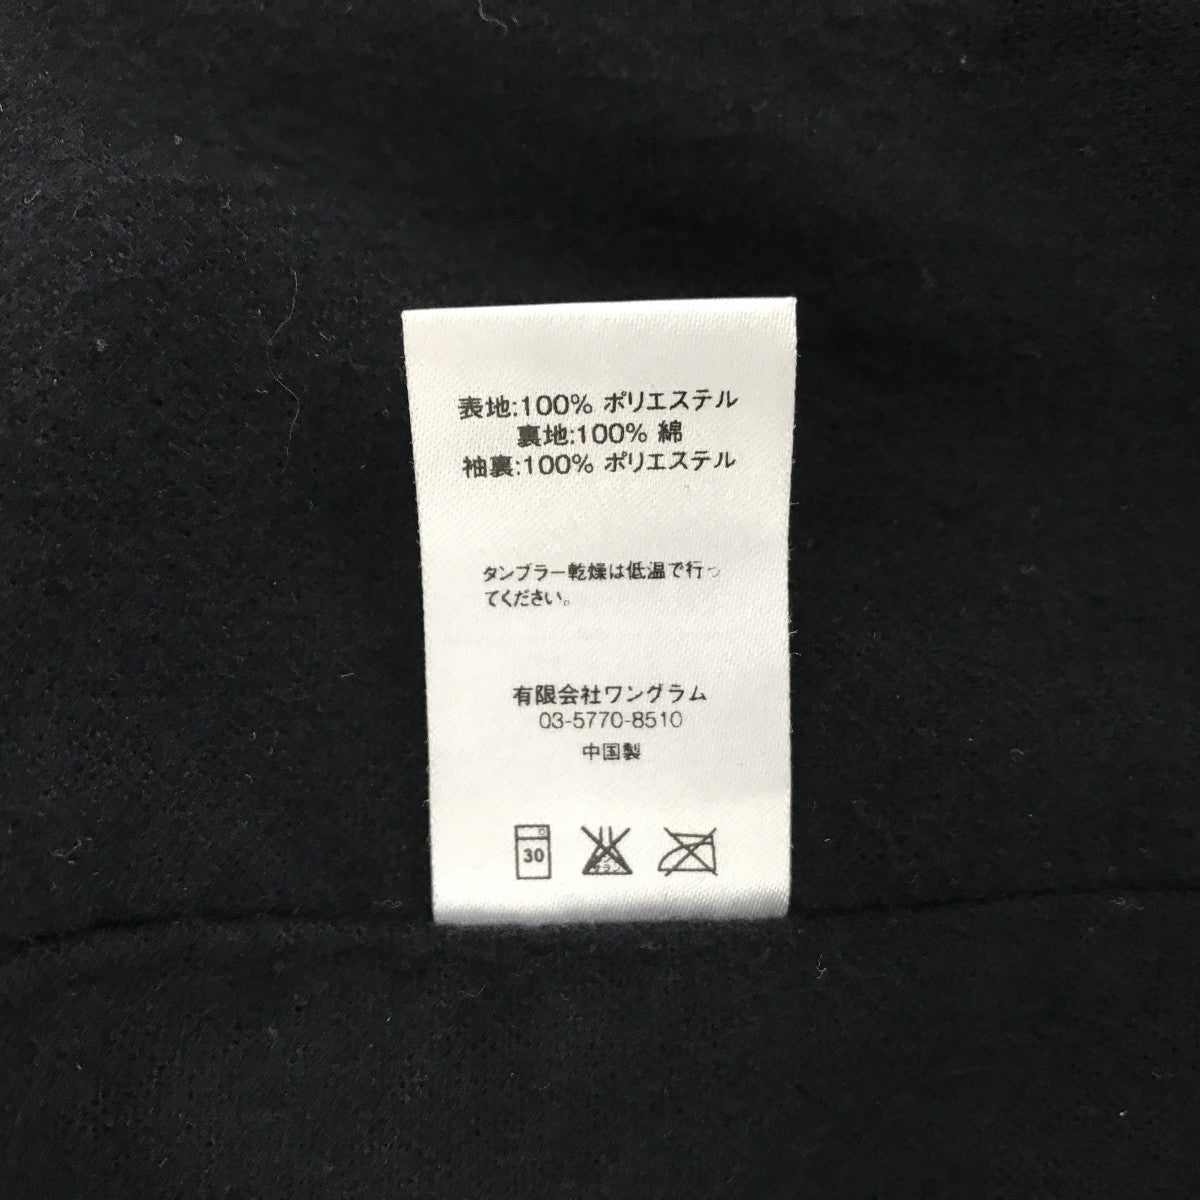 表地:100% ポリエステル
裏地:100% 綿
袖裏:100% ポリエステル
タンブラー乾燥は低温で行っ
てください。
有限会社ワングラム
03-5770-8510
中国製
30